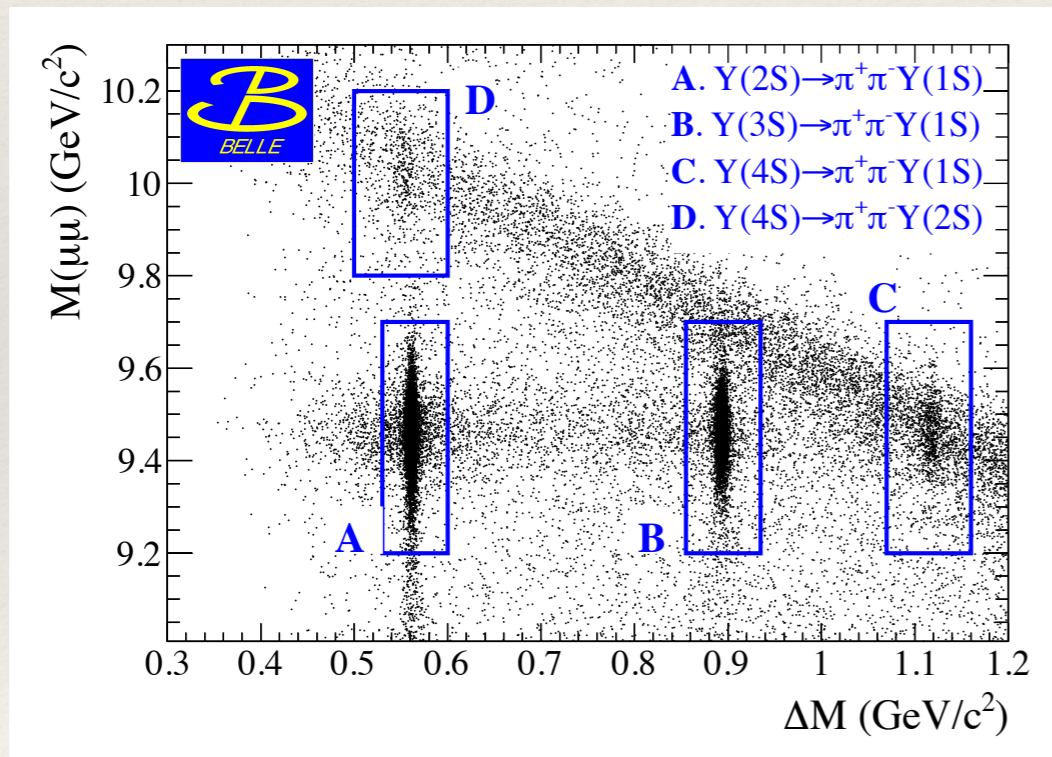 M(μμ) (GeV/c²)
10.2
10
9.8
9.6
9.4
9.2
B
BELLE
D
A. Υ(2S)→π⁺π⁻Υ(1S)
B. Υ(3S)→π⁺π⁻Υ(1S)
C. Υ(4S)→π⁺π⁻Υ(1S)
D. Υ(4S)→π⁺π⁻Υ(2S)
C
A
B
0.3 0.4 0.5 0.6 0.7 0.8 0.9 1 1.1 1.2
ΔM (GeV/c²)